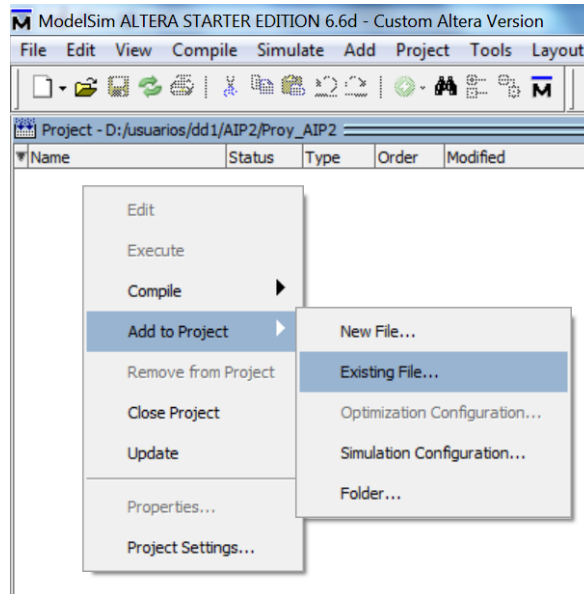 ModelSim ALTERA STARTER EDITION 6.6d - Custom Altera Version
File Edit View Compile Simulate Add Project Tools Layout
Project - D:/usuarios/dd1/AIP2/Proy_AIP2
Name Status Type Order Modified
Edit
Execute
Compile
Add to Project
Remove from Project
Close Project
Update
Properties...
Project Settings...
New File...
Existing File...
Optimization Configuration...
Simulation Configuration...
Folder...